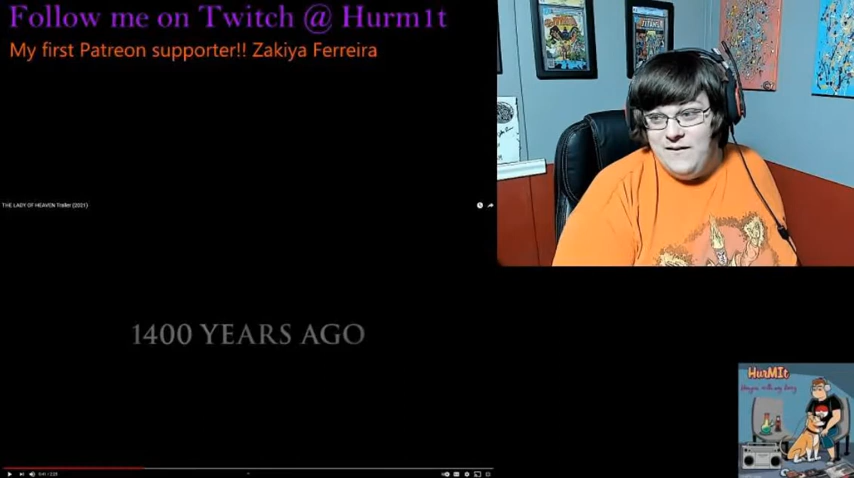 Follow me on Twitch @ Hurm1t
My first Patreon supporter!! Zakiya Ferreira
THE LADY OF HEAVEN Trailer (2021)
1400 YEARS AGO
HurMIt